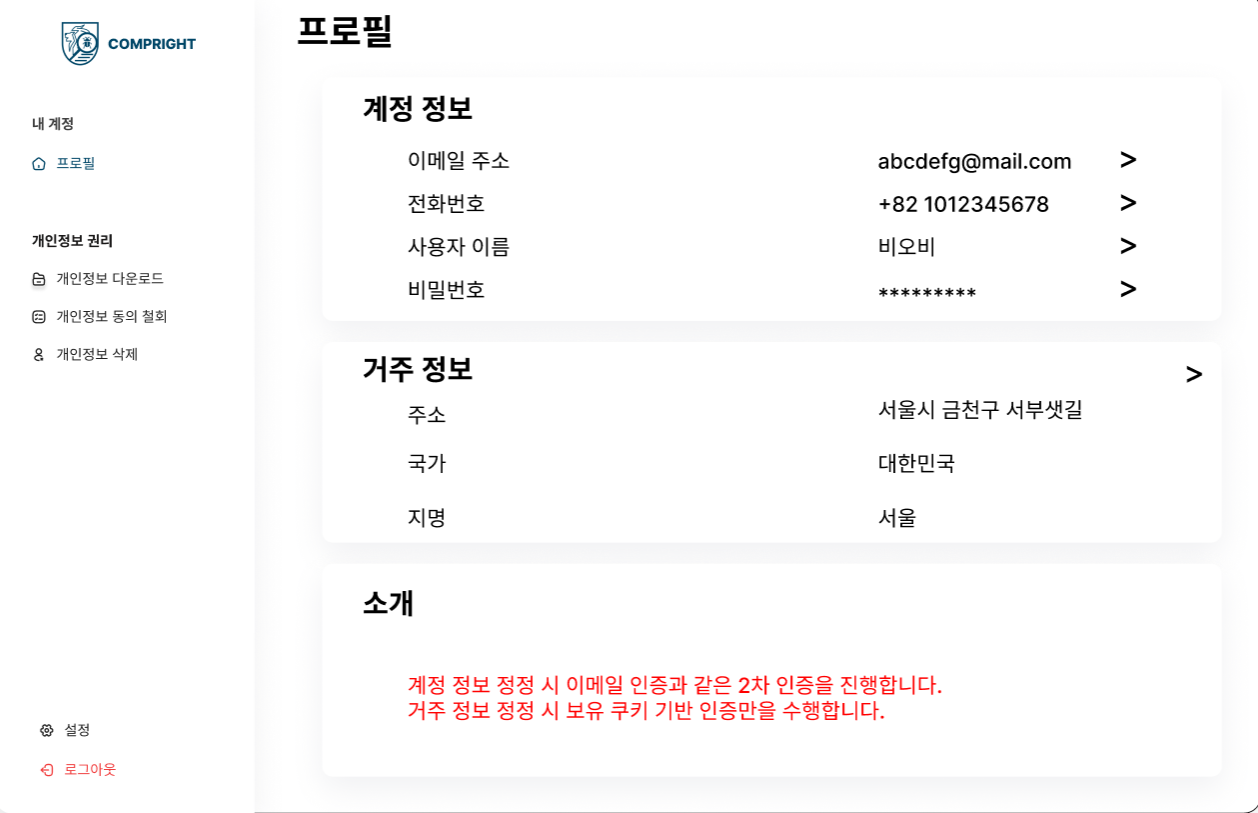 COMPRIGHT
내 계정
프로필
개인정보 권리
개인정보 다운로드
개인정보 동의 철회
개인정보 삭제
설정
로그아웃
프로필
계정 정보
이메일 주소 abcdefg@mail.com >
전화번호 +82 1012345678 >
사용자 이름 비오비 >
비밀번호 ********* >
거주 정보 >
주소 서울시 금천구 서부샛길
국가 대한민국
지명 서울
소개
계정 정보 정정 시 이메일 인증과 같은 2차 인증을 진행합니다.
거주 정보 정정 시 보유 쿠키 기반 인증만을 수행합니다.